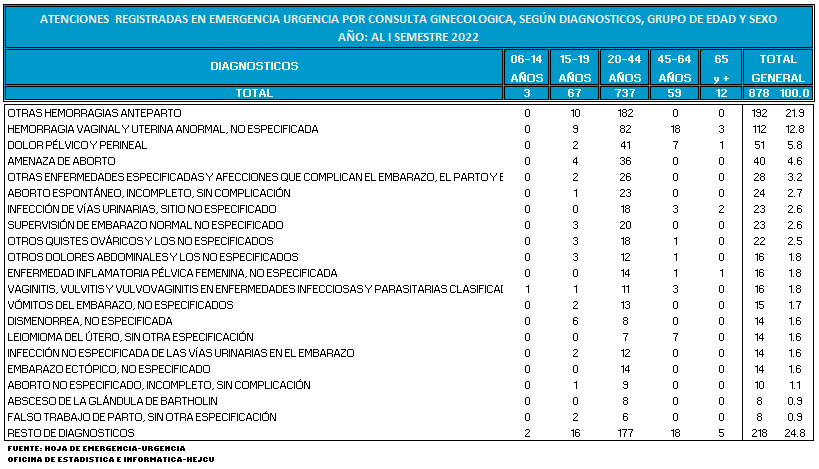 ATENCIONES REGISTRADAS EN EMERGENCIA URGENCIA POR CONSULTA GINECOLOGICA, SEGÚN DIAGNOSTICOS, GRUPO DE EDAD Y SEXO
AÑO: AL I SEMESTRE 2022
DIAGNOSTICOS 06-14 AÑOS 15-19 AÑOS 20-44 AÑOS 45-64 AÑOS 65 y + TOTAL GENERAL
TOTAL 3 67 737 59 12 878 100.0
OTRAS HEMORRAGIAS ANTEPARTO 0 10 182 0 0 192 21.9
HEMORRAGIA VAGINAL Y UTERINA ANORMAL, NO ESPECIFICADA 0 9 82 18 3 112 12.8
DOLOR PÉLVICO Y PERINEAL 0 2 41 7 1 51 5.8
AMENAZA DE ABORTO 0 4 36 0 0 40 4.6
OTRAS ENFERMEDADES ESPECIFICADAS Y AFECCIONES QUE COMPLICAN EL EMBARAZO, EL PARTO Y E 0 2 26 0 0 28 3.2
ABORTO ESPONTÁNEO, INCOMPLETO, SIN COMPLICACIÓN 0 1 23 0 0 24 2.7
INFECCIÓN DE VÍAS URINARIAS, SITIO NO ESPECIFICADO 0 0 18 3 2 23 2.6
SUPERVISIÓN DE EMBARAZO NORMAL NO ESPECIFICADO 0 3 20 0 0 23 2.6
OTROS QUISTES OVÁRICOS Y LOS NO ESPECIFICADOS 0 3 18 1 0 22 2.5
OTROS DOLORES ABDOMINALES Y LOS NO ESPECIFICADOS 0 3 12 1 0 16 1.8
ENFERMEDAD INFLAMATORIA PÉLVICA FEMENINA, NO ESPECIFICADA 0 0 14 1 1 16 1.8
VAGINITIS, VULVITIS Y VULVOVAGINITIS EN ENFERMEDADES INFECCIOSAS Y PARASITARIAS CLASIFICAD 1 1 11 3 0 16 1.8
VÓMITOS DEL EMBARAZO, NO ESPECIFICADOS 0 2 13 0 0 15 1.7
DISMENORREA, NO ESPECIFICADA 0 6 8 0 0 14 1.6
LEIOMIOMA DEL ÚTERO, SIN OTRA ESPECIFICACIÓN 0 0 7 7 0 14 1.6
INFECCIÓN NO ESPECIFICADA DE LAS VÍAS URINARIAS EN EL EMBARAZO 0 2 12 0 0 14 1.6
EMBARAZO ECTÓPICO, NO ESPECIFICADO 0 0 14 0 0 14 1.6
ABORTO NO ESPECIFICADO, INCOMPLETO, SIN COMPLICACIÓN 0 1 9 0 0 10 1.1
ABSCESO DE LA GLÁNDULA DE BARTHOLIN 0 0 8 0 0 8 0.9
FALSO TRABAJO DE PARTO, SIN OTRA ESPECIFICACIÓN 0 2 6 0 0 8 0.9
RESTO DE DIAGNOSTICOS 2 16 177 18 5 218 24.8
FUENTE: HOJA DE EMERGENCIA-URGENCIA
OFICINA DE ESTADISTICA E INFORMATICA-HEJCU